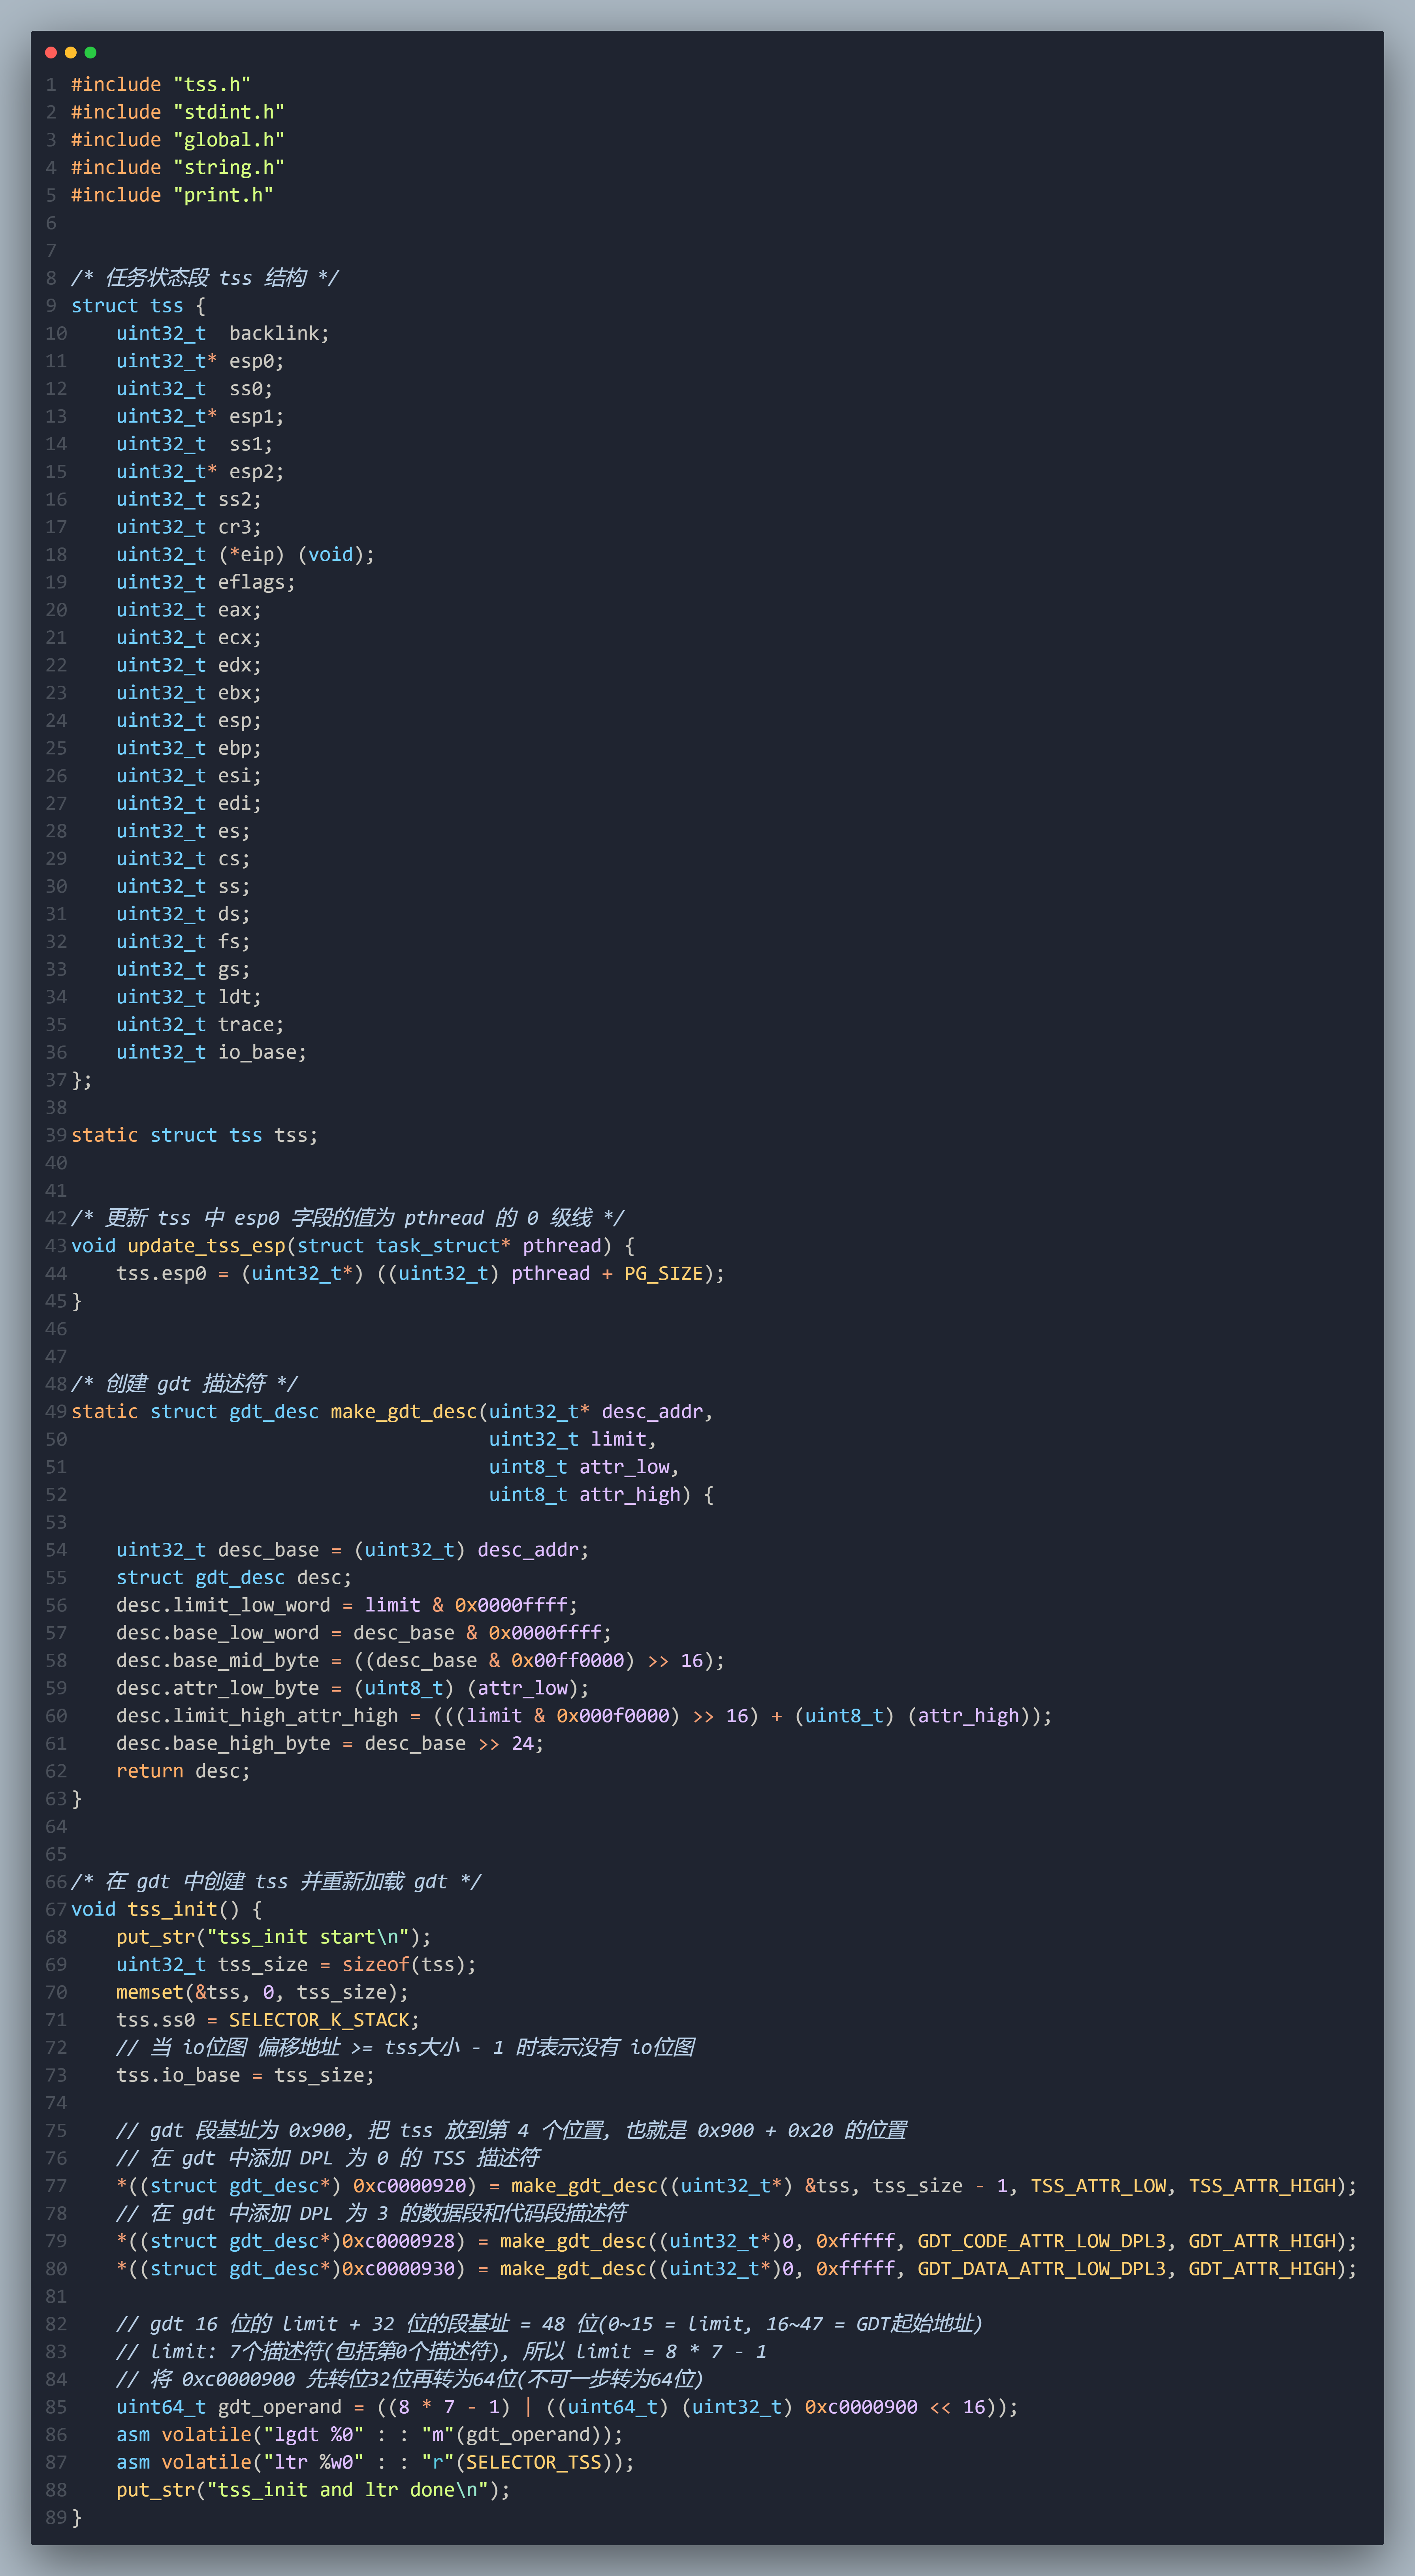 1 #include "tss.h"
2 #include "stdint.h"
3 #include "global.h"
4 #include "string.h"
5 #include "print.h"
6
7
8 /* 任务状态段 tss 结构 */
9 struct tss {
10     uint32_t  backlink;
11     uint32_t* esp0;
12     uint32_t  ss0;
13     uint32_t* esp1;
14     uint32_t  ss1;
15     uint32_t* esp2;
16     uint32_t ss2;
17     uint32_t cr3;
18     uint32_t (*eip) (void);
19     uint32_t eflags;
20     uint32_t eax;
21     uint32_t ecx;
22     uint32_t edx;
23     uint32_t ebx;
24     uint32_t esp;
25     uint32_t ebp;
26     uint32_t esi;
27     uint32_t edi;
28     uint32_t es;
29     uint32_t cs;
30     uint32_t ss;
31     uint32_t ds;
32     uint32_t fs;
33     uint32_t gs;
34     uint32_t ldt;
35     uint32_t trace;
36     uint32_t io_base;
37 };
38
39 static struct tss tss;
40
41
42 /* 更新 tss 中 esp0 字段的值为 pthread 的 0 级线 */
43 void update_tss_esp(struct task_struct* pthread) {
44     tss.esp0 = (uint32_t*) ((uint32_t) pthread + PG_SIZE);
45 }
46
47
48 /* 创建 gdt 描述符 */
49 static struct gdt_desc make_gdt_desc(uint32_t* desc_addr,
50                                      uint32_t limit,
51                                      uint8_t attr_low,
52                                      uint8_t attr_high) {
53
54     uint32_t desc_base = (uint32_t) desc_addr;
55     struct gdt_desc desc;
56     desc.limit_low_word = limit & 0x0000ffff;
57     desc.base_low_word = desc_base & 0x0000ffff;
58     desc.base_mid_byte = ((desc_base & 0x00ff0000) >> 16);
59     desc.attr_low_byte = (uint8_t) (attr_low);
60     desc.limit_high_attr_high = (((limit & 0x000f0000) >> 16) + (uint8_t) (attr_high));
61     desc.base_high_byte = desc_base >> 24;
62     return desc;
63 }
64
65
66 /* 在 gdt 中创建 tss 并重新加载 gdt */
67 void tss_init() {
68     put_str("tss_init start\n");
69     uint32_t tss_size = sizeof(tss);
70     memset(&tss, 0, tss_size);
71     tss.ss0 = SELECTOR_K_STACK;
72     // 当 io位图 偏移地址 >= tss大小 - 1 时表示没有 io位图
73     tss.io_base = tss_size;
74
75     // gdt 段基址为 0x900, 把 tss 放到第 4 个位置, 也就是 0x900 + 0x20 的位置
76     // 在 gdt 中添加 DPL 为 0 的 TSS 描述符
77     *((struct gdt_desc*) 0xc0000920) = make_gdt_desc((uint32_t*) &tss, tss_size - 1, TSS_ATTR_LOW, TSS_ATTR_HIGH);
78     // 在 gdt 中添加 DPL 为 3 的数据段和代码段描述符
79     *((struct gdt_desc*)0xc0000928) = make_gdt_desc((uint32_t*)0, 0xfffff, GDT_CODE_ATTR_LOW_DPL3, GDT_ATTR_HIGH);
80     *((struct gdt_desc*)0xc0000930) = make_gdt_desc((uint32_t*)0, 0xfffff, GDT_DATA_ATTR_LOW_DPL3, GDT_ATTR_HIGH);
81
82     // gdt 16 位的 limit + 32 位的段基址 = 48 位(0~15 = limit, 16~47 = GDT起始地址)
83     // limit: 7个描述符(包括第0个描述符), 所以 limit = 8 * 7 - 1
84     // 将 0xc0000900 先转位32位再转为64位(不可一步转为64位)
85     uint64_t gdt_operand = ((8 * 7 - 1) | ((uint64_t) (uint32_t) 0xc0000900 << 16));
86     asm volatile("lgdt %0" : : "m"(gdt_operand));
87     asm volatile("ltr %w0" : : "r"(SELECTOR_TSS));
88     put_str("tss_init and ltr done\n");
89 }